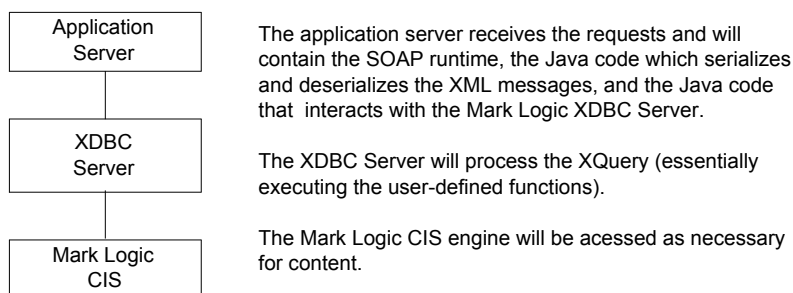 Application
Server
The application server receives the requests and will
contain the SOAP runtime, the Java code which serializes
and deserializes the XML messages, and the Java code
that interacts with the Mark Logic XDBC Server.
XDBC
Server
The XDBC Server will process the XQuery (essentially
executing the user-defined functions).
Mark Logic
CIS
The Mark Logic CIS engine will be acessed as necessary
for content.